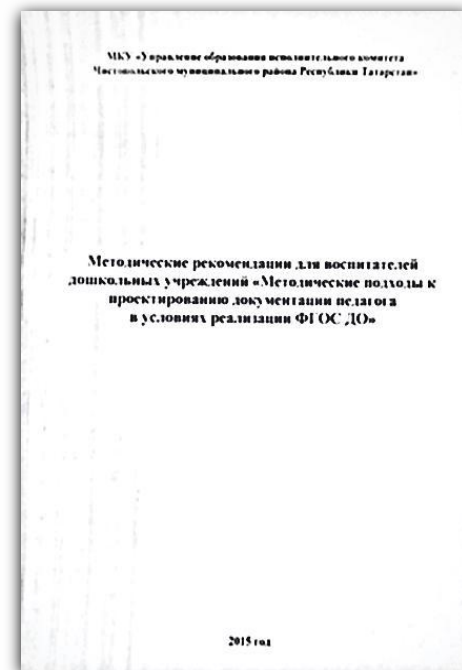 МКУ «Управление образования исполнительного комитета
Чистопольского муниципального района Республики Татарстан»
Методические рекомендации для воспитателей
дошкольных учреждений «Методические подходы к
проектированию документации педагога
в условиях реализации ФГОС ДО»
2015 год